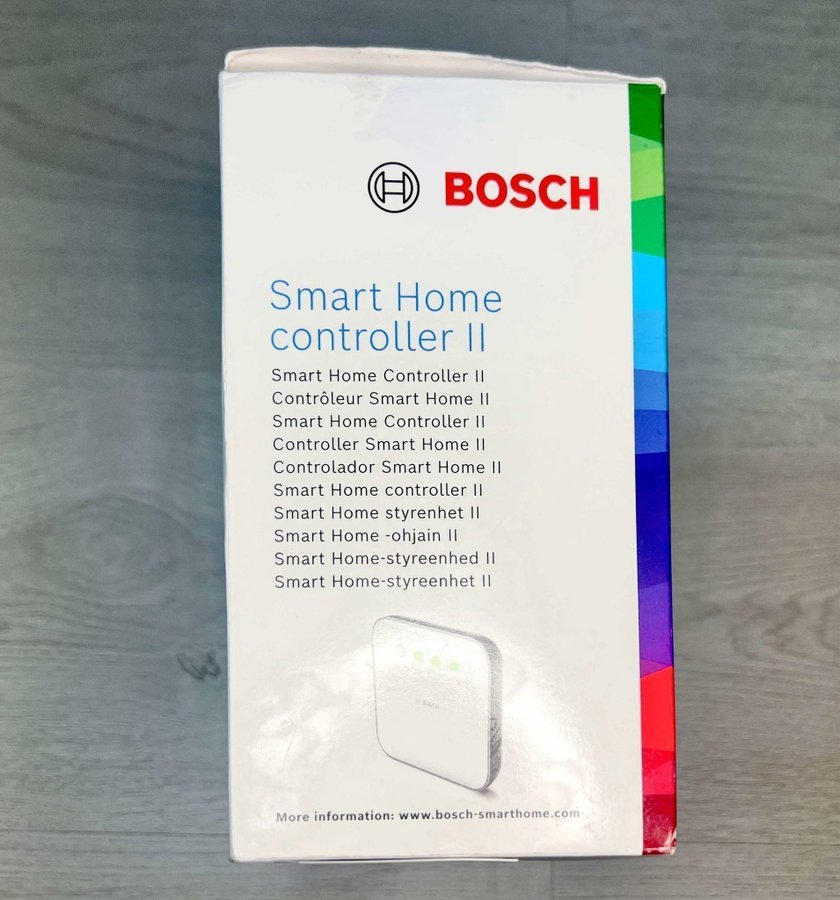 BOSCH
Smart Home
controller II
Smart Home Controller II
Contrôleur Smart Home II
Smart Home Controller II
Controller Smart Home II
Controlador Smart Home II
Smart Home controller II
Smart Home styrenhet II
Smart Home -ohjain II
Smart Home-styreenhed II
Smart Home-styreenhet II
BOSCH
More information: www.bosch-smarthome.com